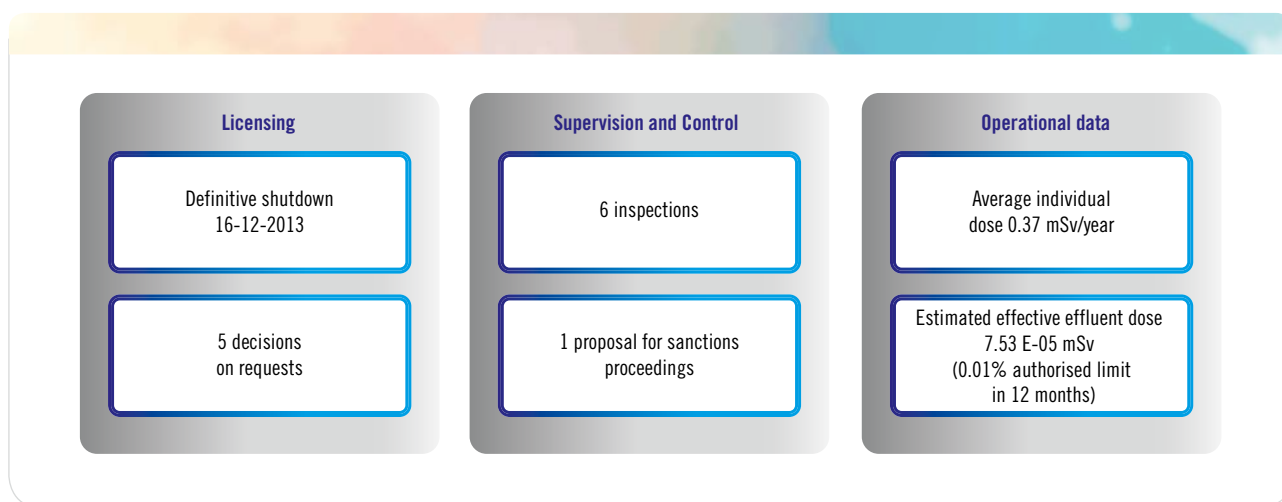 Licensing
Definitive shutdown
16-12-2013
5 decisions
on requests
Supervision and Control
6 inspections
1 proposal for sanctions
proceedings
Operational data
Average individual
dose 0.37 mSv/year
Estimated effective effluent dose
7.53 E-05 mSv
(0.01% authorised limit
in 12 months)